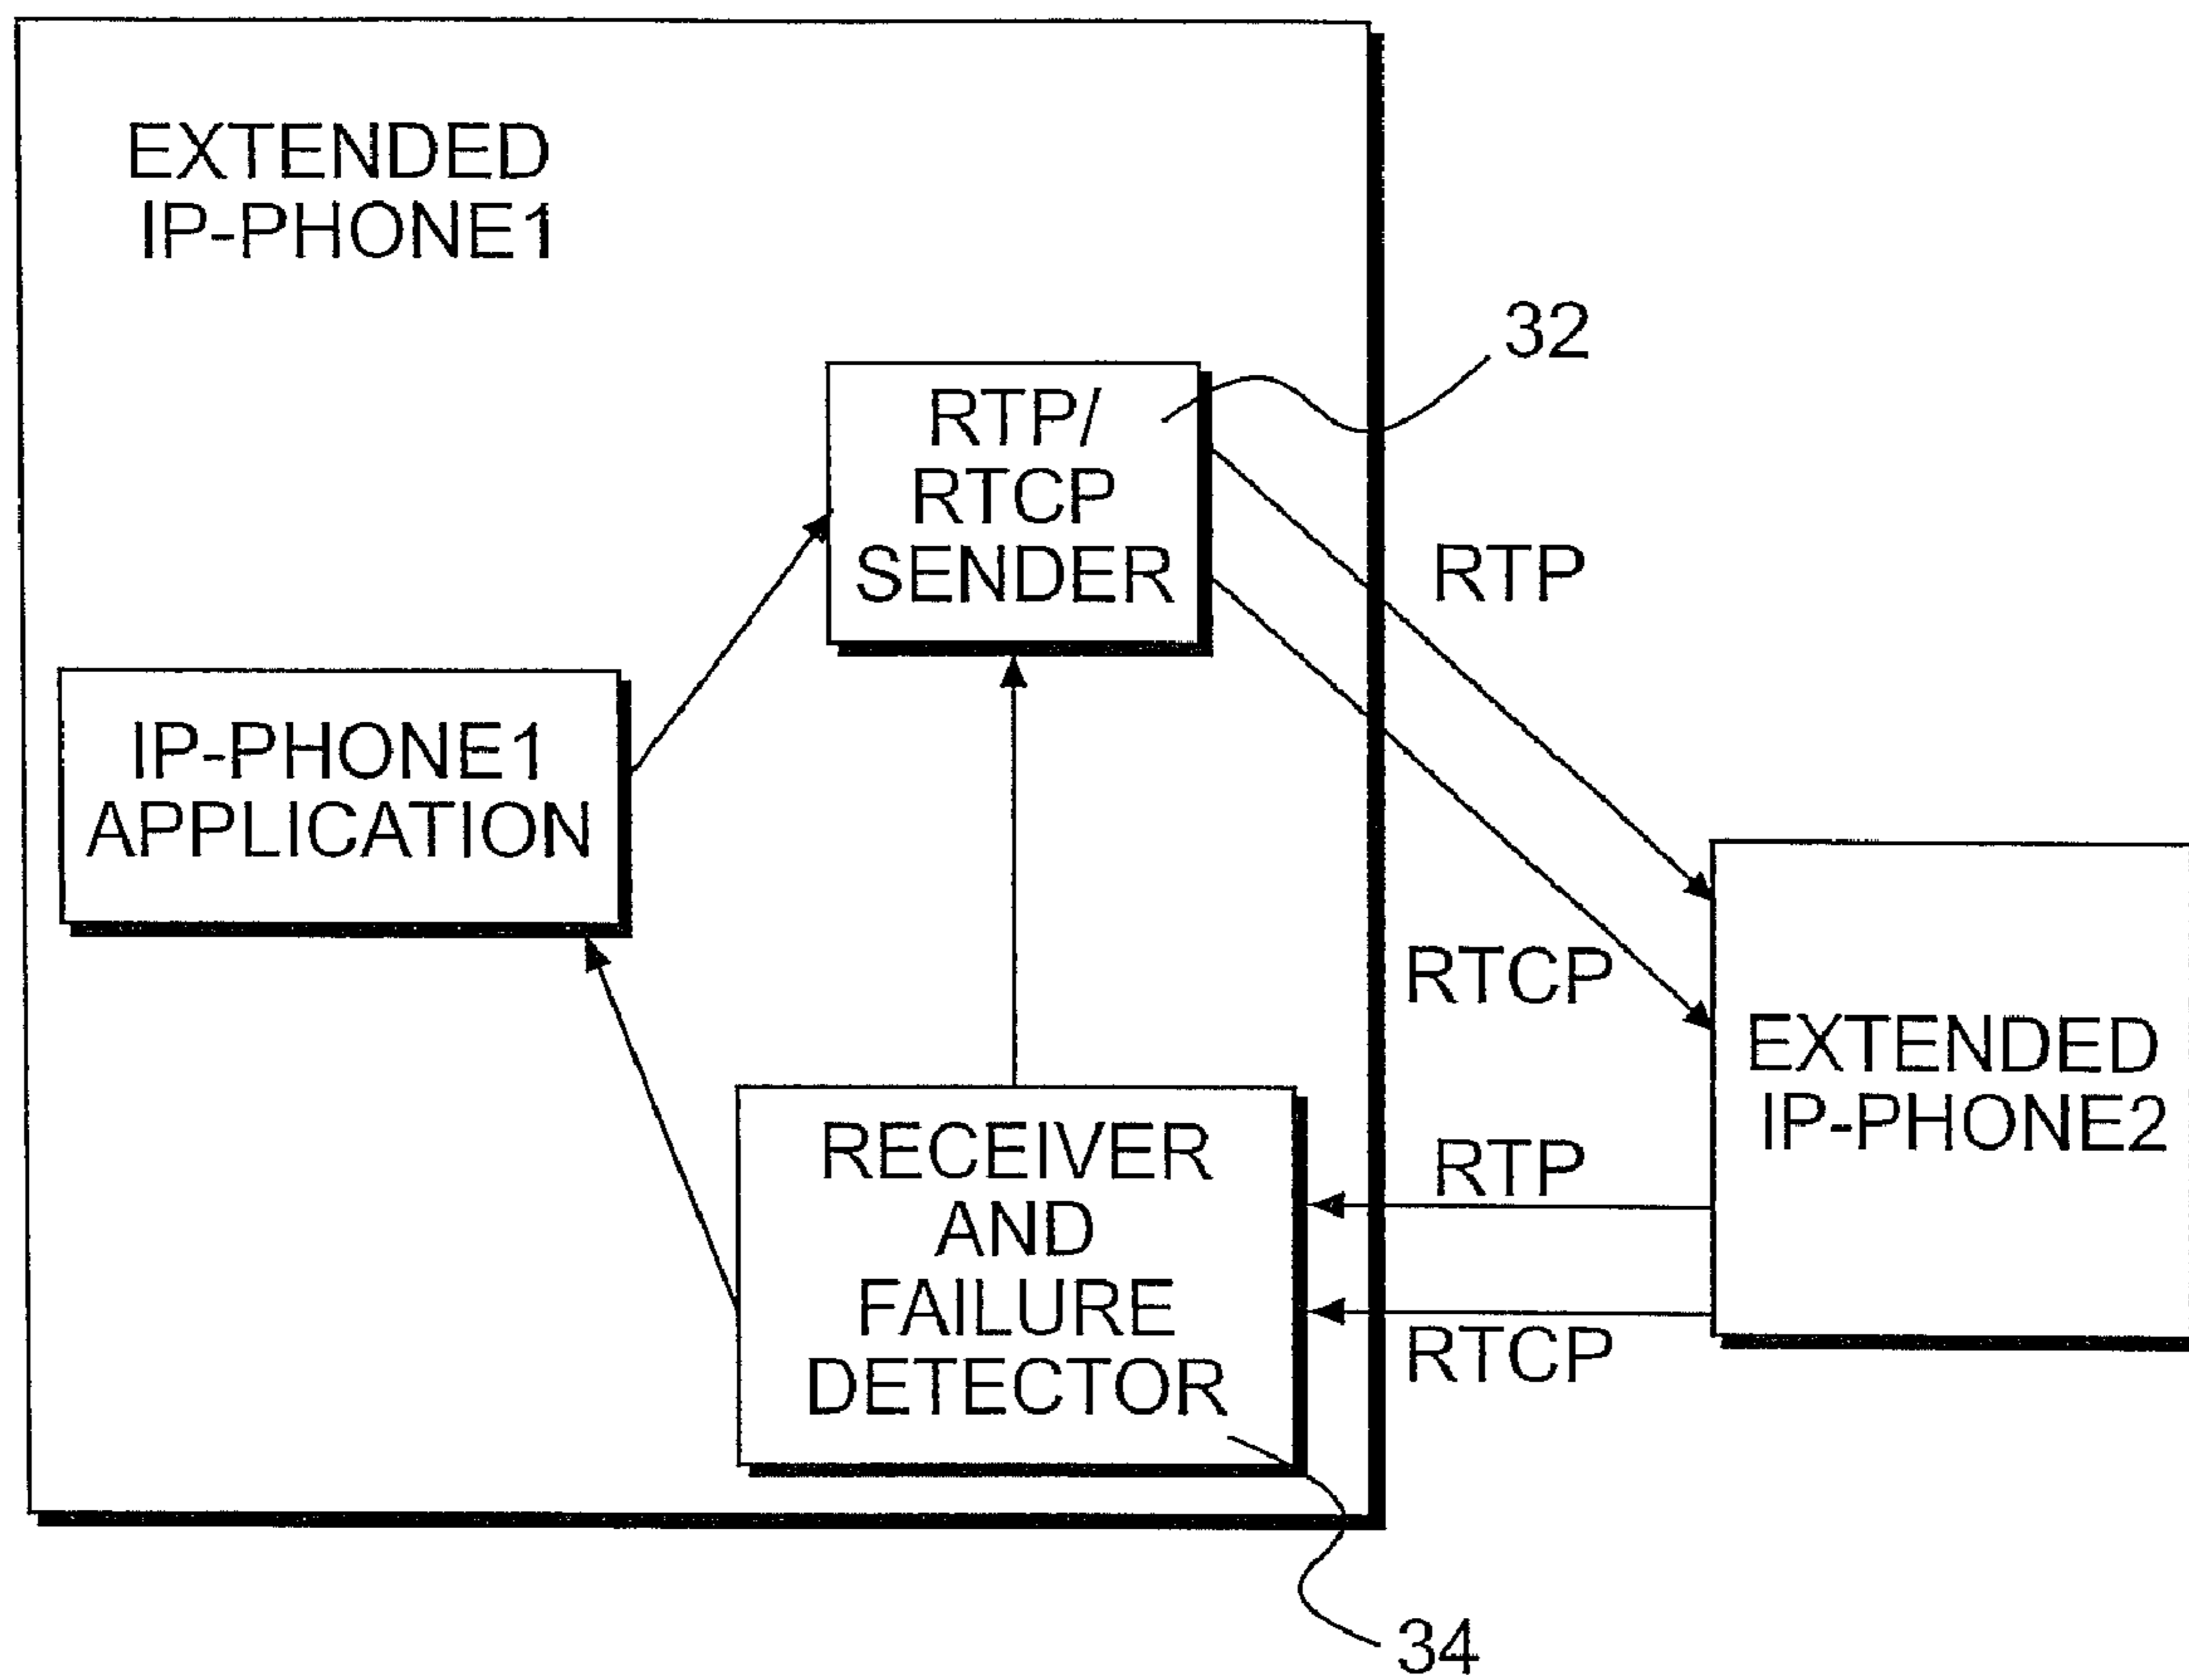 EXTENDED
IP-PHONE1
32
RTP/
RTCP
SENDER
RTP
IP-PHONE1
APPLICATION
RTCP
EXTENDED
IP-PHONE2
RECEIVER
AND
FAILURE
DETECTOR
RTP
RTCP
34